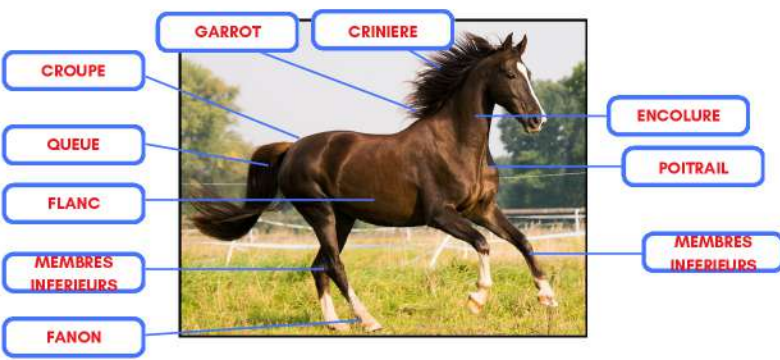 GARROT
CRINIERE
CROUPE
ENCOLURE
QUEUE
POITRAIL
FLANC
MEMBRES
INFERIEURS
MEMBRES
INFERIEURS
FANON